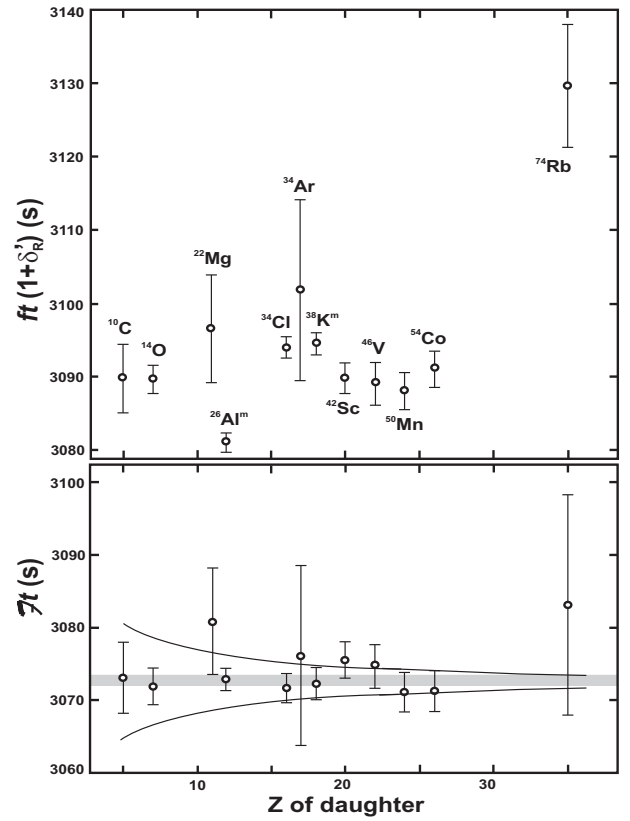 3140
3130
3120
3110
3100
3090
3080
ft (1+δ'R) (s)
10C
14O
22Mg
26Alm
34Cl
34Ar
38Km
42Sc
46V
50Mn
54Co
74Rb
3100
3090
3080
3070
3060
ℱt (s)
10
20
30
Z of daughter